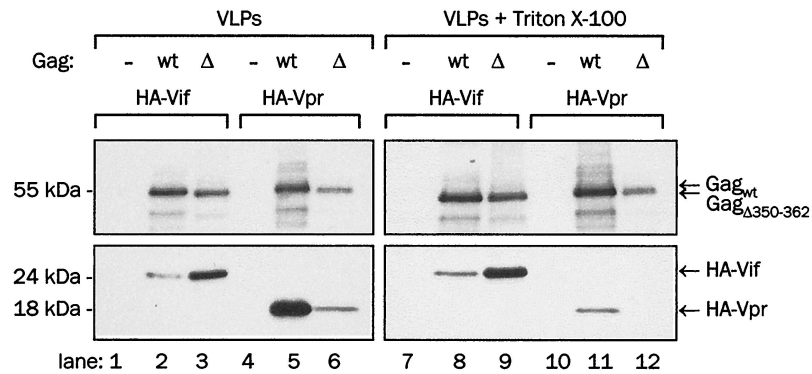 VLPs VLPs + Triton X-100
Gag: - wt Δ - wt Δ - wt Δ - wt Δ
HA-Vif HA-Vpr HA-Vif HA-Vpr
55 kDa - ← Gagwt
← GagΔ350-362
24 kDa - ← HA-Vif
18 kDa - ← HA-Vpr
lane: 1 2 3 4 5 6 7 8 9 10 11 12